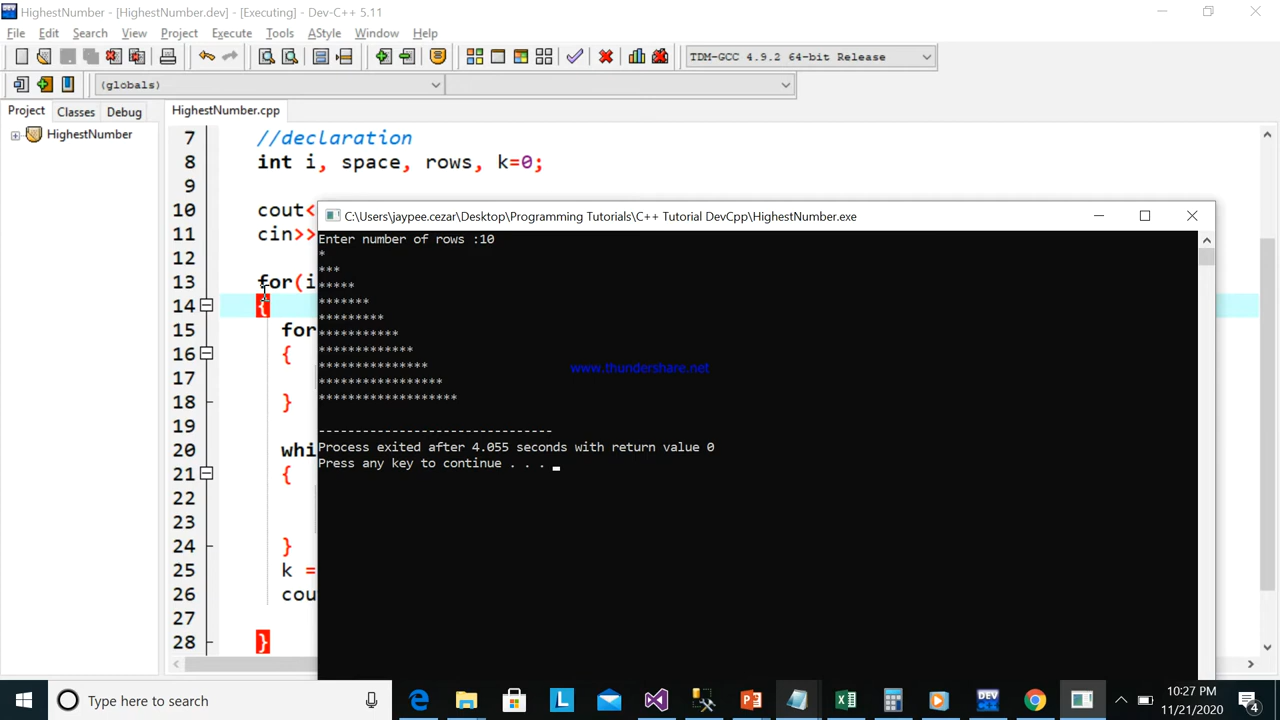 HighestNumber - [HighestNumber.dev] - [Executing] - Dev-C++ 5.11
File Edit Search View Project Execute Tools AStyle Window Help
TDM-GCC 4.9.2 64-bit Release
(globals)
Project Classes Debug HighestNumber.cpp
HighestNumber
7 //declaration
8 int i, space, rows, k=0;
9
10 cout<
11 cin>>
12
13 for(i
14 {
15 for
16 {
17
18 }
19
20 whi
21 {
22
23
24 }
25 k =
26 cou
27
28 }
C:\Users\jaypee.cezar\Desktop\Programming Tutorials\C++ Tutorial DevCpp\HighestNumber.exe
Enter number of rows :10
*
***
*****
*******
*********
***********
*************
***************
*****************
*******************
www.thundershare.net
--------------------------------
Process exited after 4.055 seconds with return value 0
Press any key to continue . . .
Type here to search
10:27 PM
11/21/2020
4